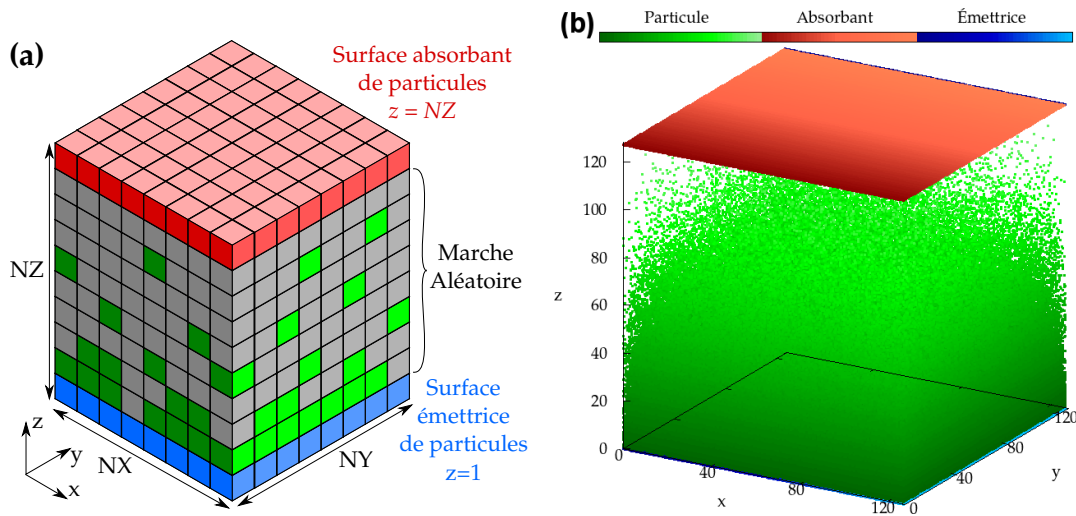 (a)
Surface absorbant
de particules
z = NZ
NZ
Marche
Aléatoire
Surface
émettrice
de particules
z=1
z
y
x
NX
NY
(b)
Particule
Absorbant
Émettrice
120
100
80
60
40
20
0
z
0
40
80
120
x
0
40
80
120
y